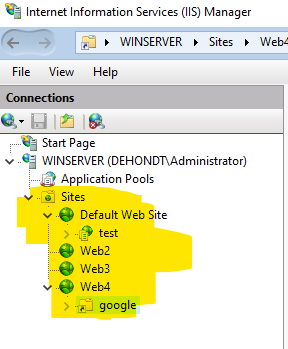 Internet Information Services (IIS) Manager
WINSERVER Sites Web4
File View Help
Connections
Start Page
WINSERVER (DEHONDT\Administrator)
Application Pools
Sites
Default Web Site
test
Web2
Web3
Web4
google